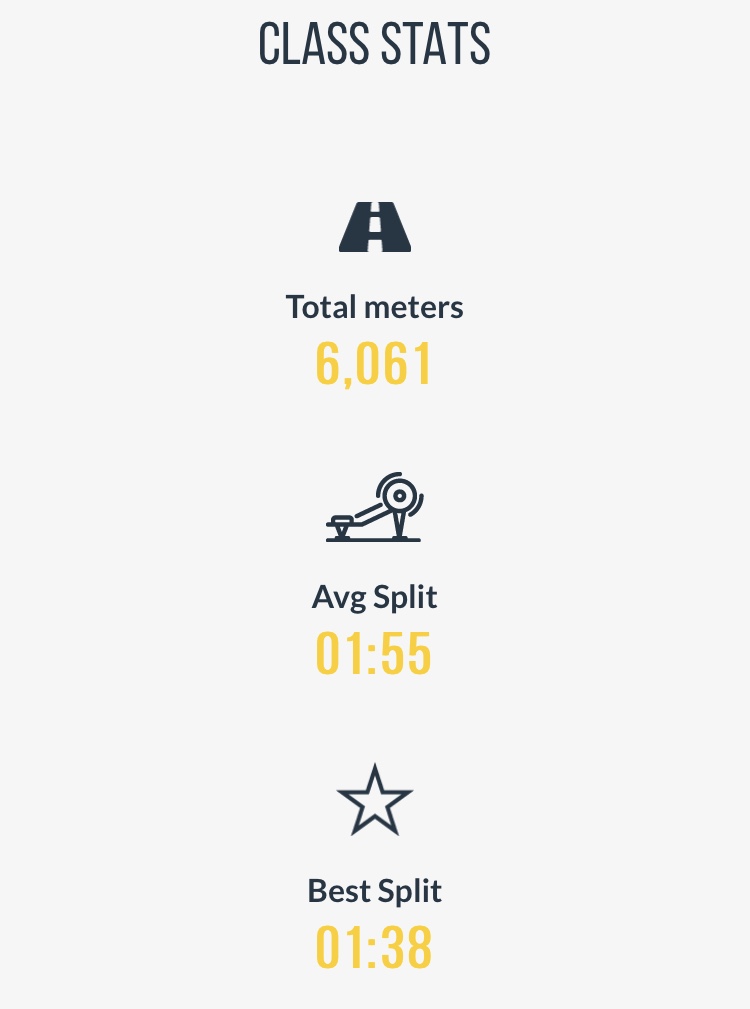 CLASS STATS
Total meters
6,061
Avg Split
01:55
Best Split
01:38